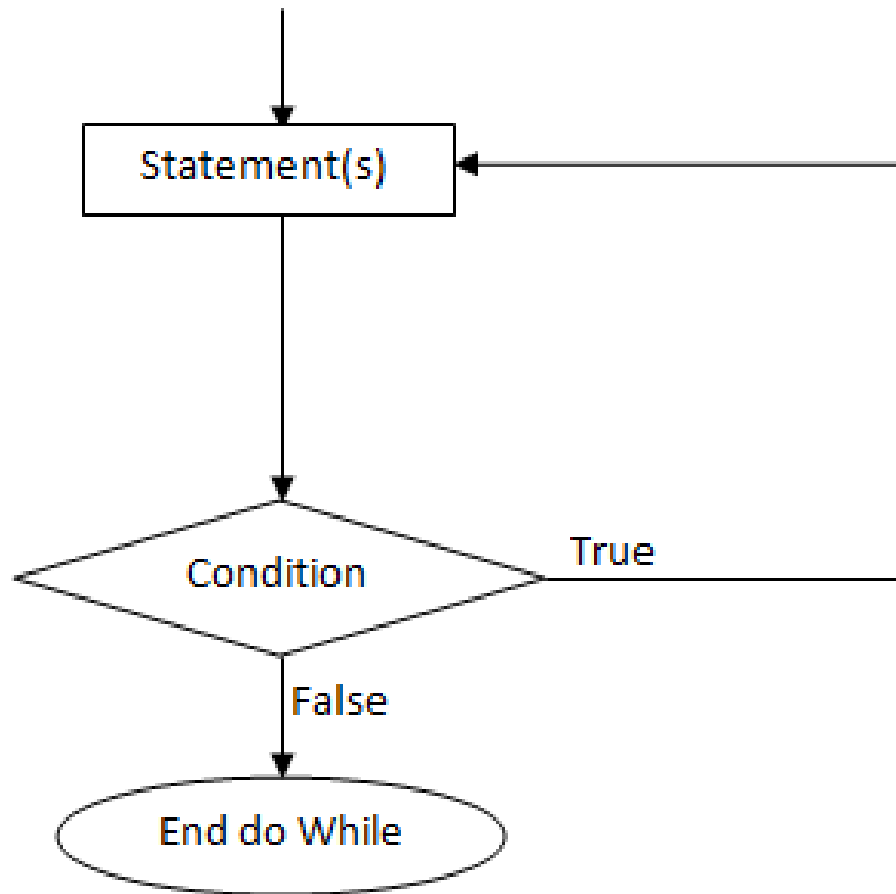 Statement(s)
Condition
True
False
End do While